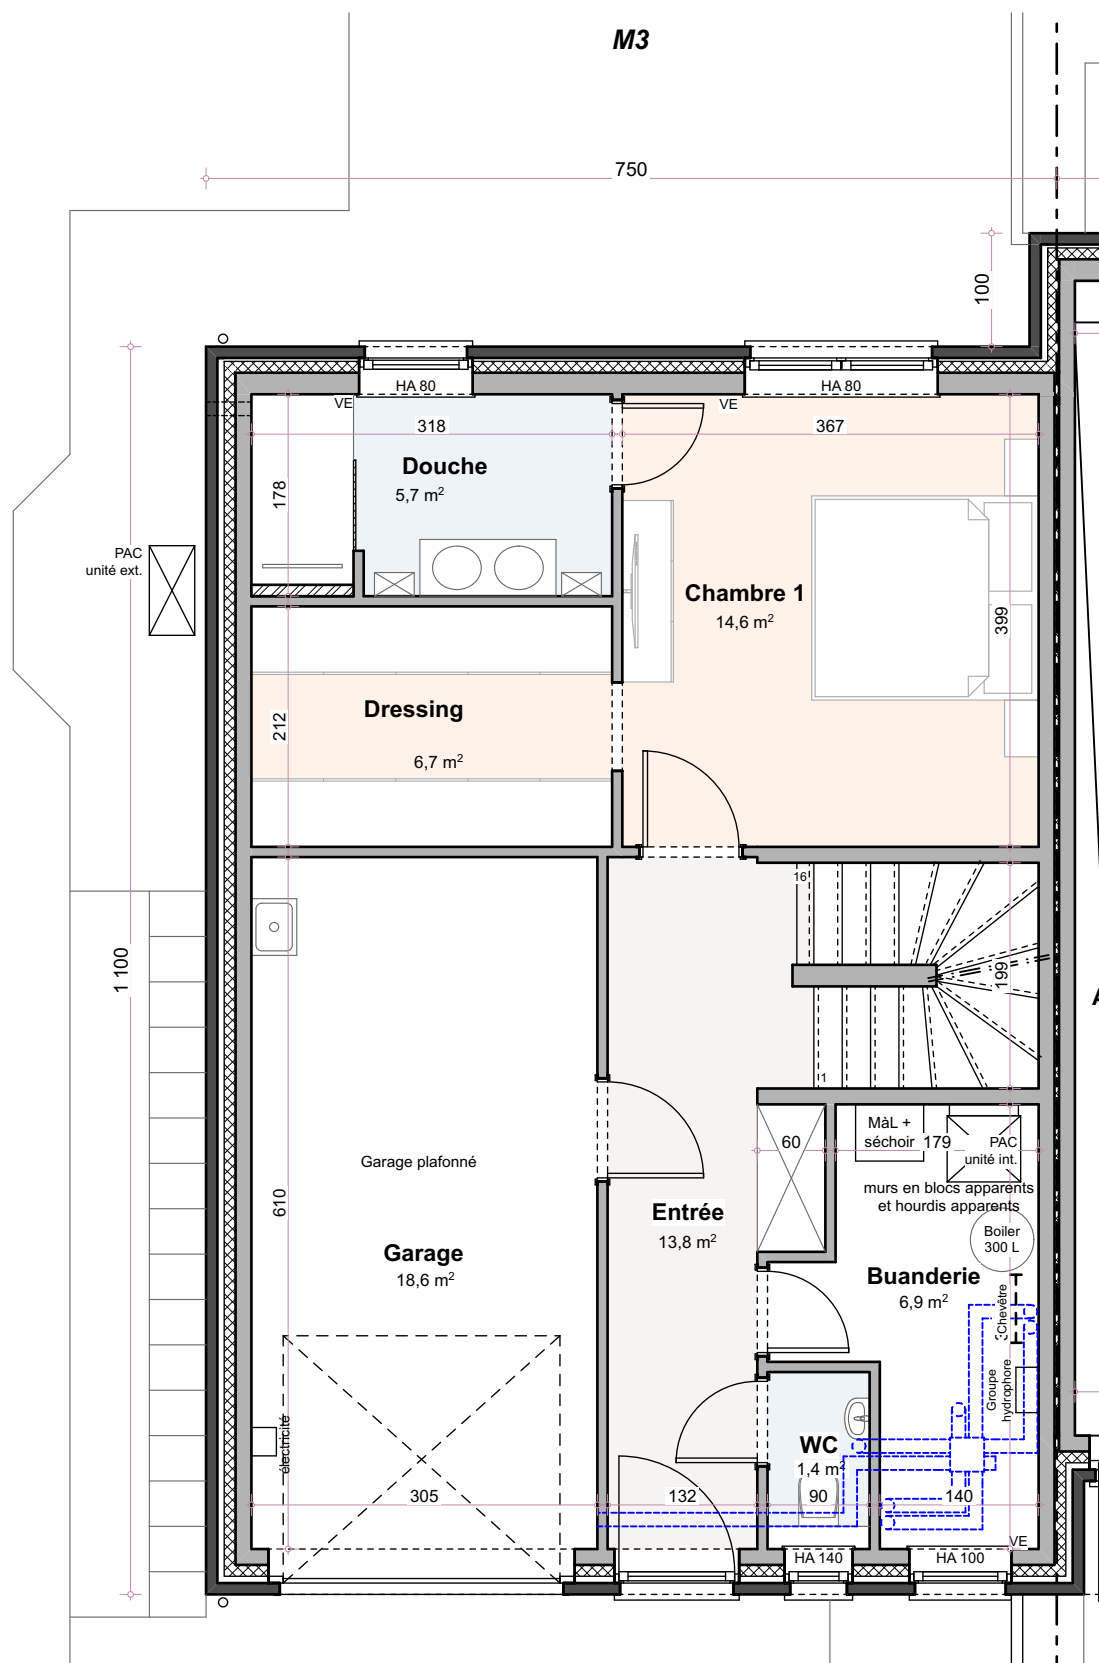 M3
750
100
HA 80
HA 80
VE
VE
318
367
Douche
5,7 m²
178
PAC
unité ext.
Chambre 1
14,6 m²
399
Dressing
6,7 m²
212
16
1 100
199
1
Garage plafonné
610
Garage
18,6 m²
60
MàL +
séchoir
179
PAC
unité int.
murs en blocs apparents
et hourdis apparents
Entrée
13,8 m²
Boiler
300 L
Buanderie
6,9 m²
Chevêtre
Groupe
hydrophore
électricité
WC
1,4 m²
305
132
90
140
VE
HA 140
HA 100